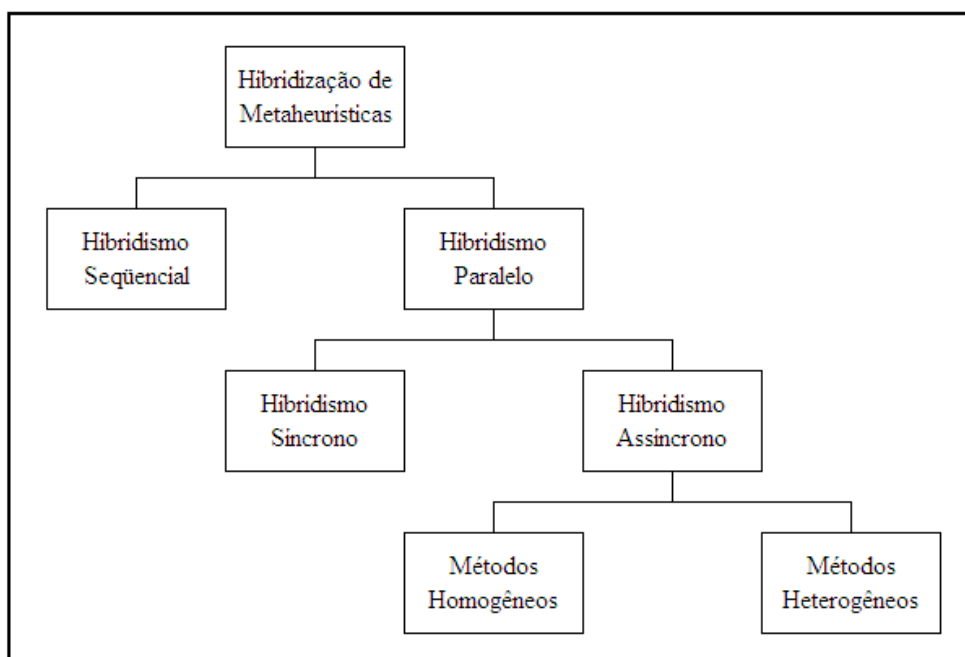 Hibridização de
Metaheurísticas
Hibridismo
Seqüencial
Hibridismo
Paralelo
Hibridismo
Síncrono
Hibridismo
Assíncrono
Métodos
Homogêneos
Métodos
Heterogêneos